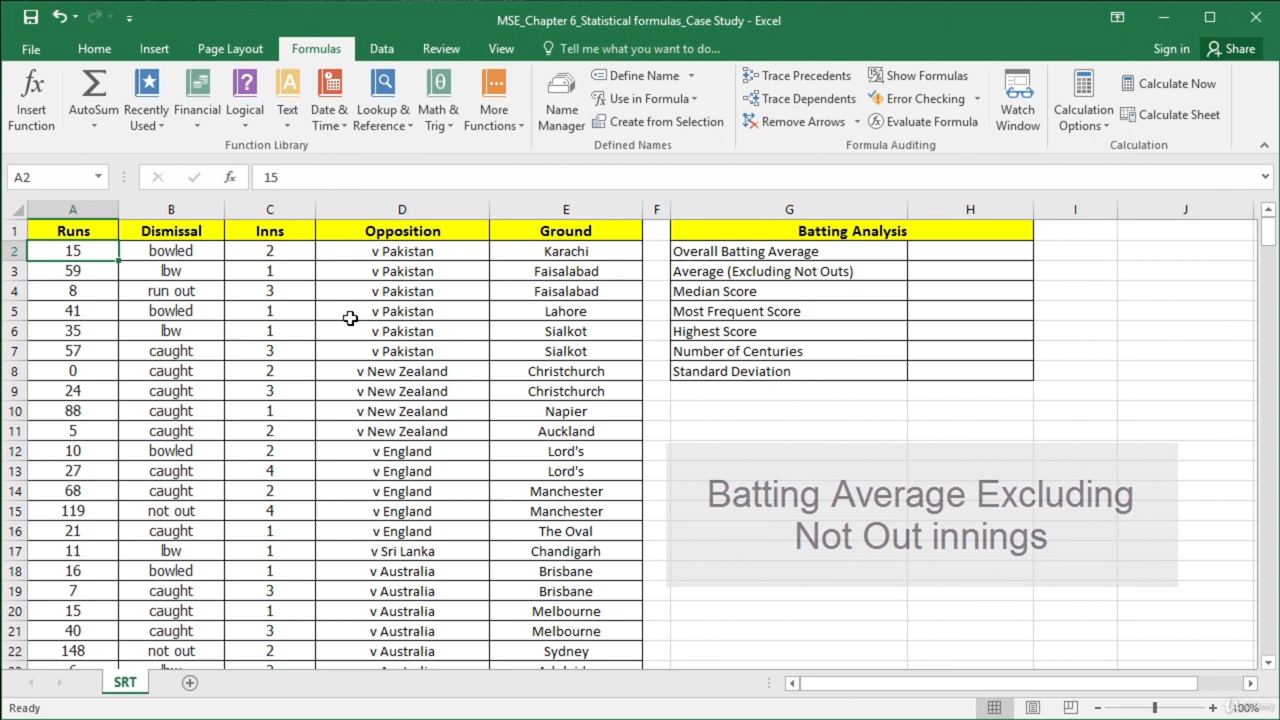 MSE_Chapter 6_Statistical formulas_Case Study - Excel
File Home Insert Page Layout Formulas Data Review View Tell me what you want to do... Sign in Share
Insert Function
AutoSum
Recently Used
Financial
Logical
Text
Date & Time
Lookup & Reference
Math & Trig
More Functions
Function Library
Name Manager
Define Name
Use in Formula
Create from Selection
Defined Names
Trace Precedents
Trace Dependents
Remove Arrows
Show Formulas
Error Checking
Evaluate Formula
Formula Auditing
Watch Window
Calculation Options
Calculate Now
Calculate Sheet
Calculation
A2 fx 15
A B C D E F G H I J
1 Runs Dismissal Inns Opposition Ground Batting Analysis
2 15 bowled 2 v Pakistan Karachi Overall Batting Average
3 59 lbw 1 v Pakistan Faisalabad Average (Excluding Not Outs)
4 8 run out 3 v Pakistan Faisalabad Median Score
5 41 bowled 1 v Pakistan Lahore Most Frequent Score
6 35 lbw 1 v Pakistan Sialkot Highest Score
7 57 caught 3 v Pakistan Sialkot Number of Centuries
8 0 caught 2 v New Zealand Christchurch Standard Deviation
9 24 caught 3 v New Zealand Christchurch
10 88 caught 1 v New Zealand Napier
11 5 caught 2 v New Zealand Auckland
12 10 bowled 2 v England Lord's
13 27 caught 4 v England Lord's
14 68 caught 2 v England Manchester
15 119 not out 4 v England Manchester
16 21 caught 1 v England The Oval
17 11 lbw 1 v Sri Lanka Chandigarh
18 16 bowled 1 v Australia Brisbane
19 7 caught 3 v Australia Brisbane
20 15 caught 1 v Australia Melbourne
21 40 caught 3 v Australia Melbourne
22 148 not out 2 v Australia Sydney
Batting Average Excluding
Not Out innings
SRT
Ready
100%